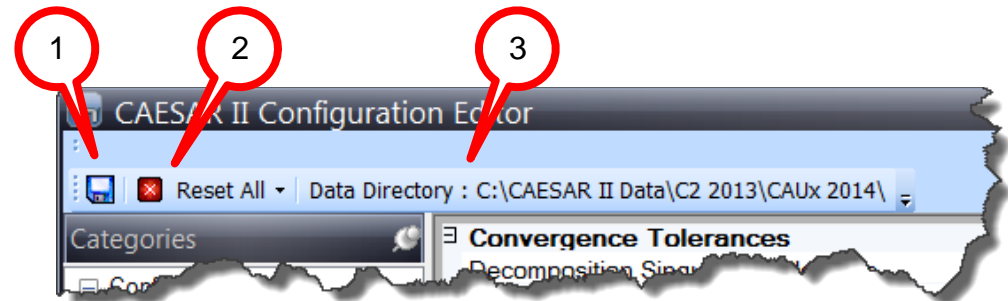 1 2 3
CAESAR II Configuration Editor
Reset All Data Directory : C:\CAESAR II Data\C2 2013\CAUx 2014\
Categories
Convergence Tolerances
Decomposition